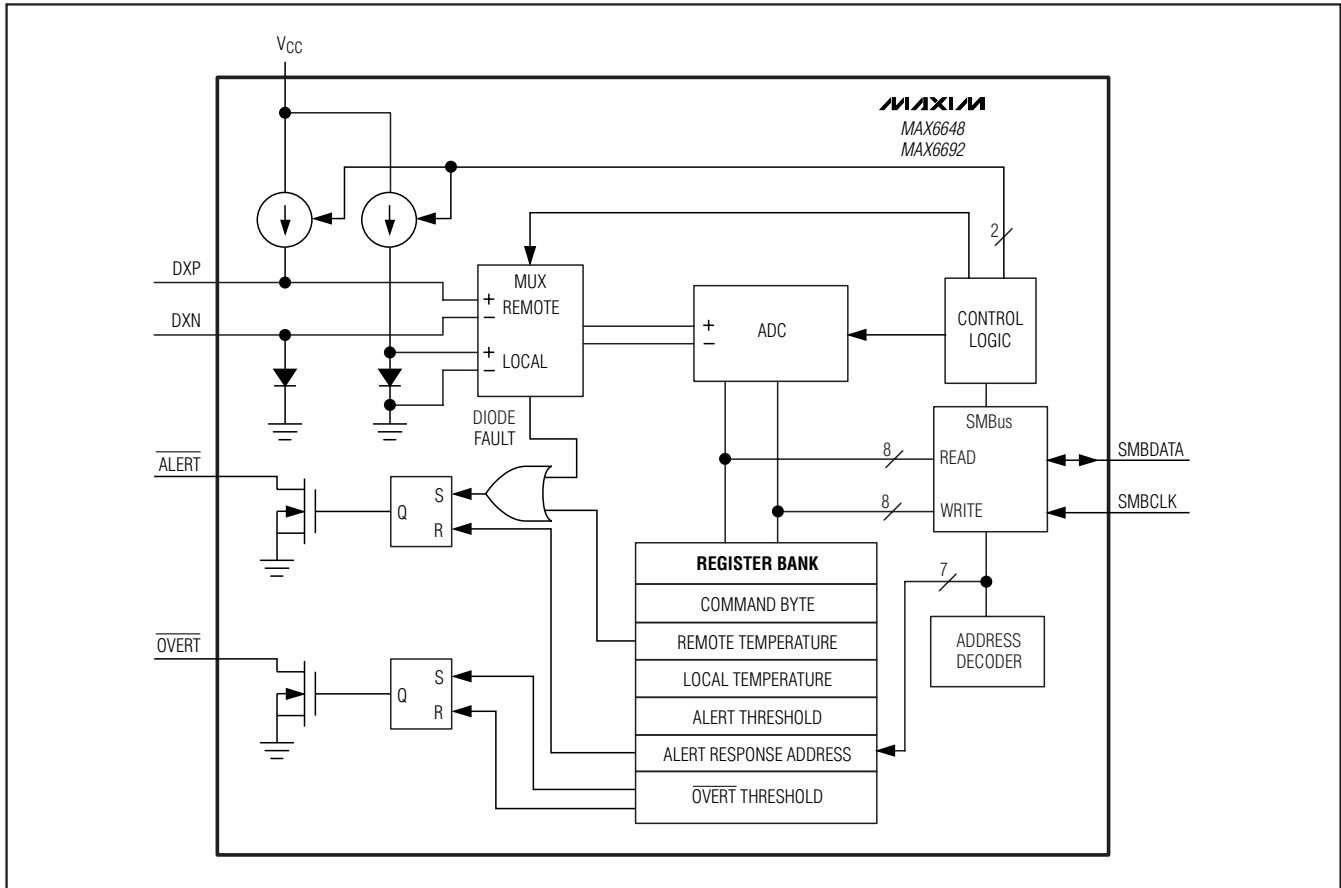 VCC
MAXIM
MAX6648
MAX6692
2
DXP
MUX
+
REMOTE
−
DXN
+
LOCAL
−
+
ADC
−
CONTROL
LOGIC
DIODE
FAULT
SMBus
8
READ
SMBDATA
8
WRITE
SMBCLK
ALERT
S
Q
R
REGISTER BANK
COMMAND BYTE
REMOTE TEMPERATURE
LOCAL TEMPERATURE
ALERT THRESHOLD
ALERT RESPONSE ADDRESS
OVERT THRESHOLD
7
ADDRESS
DECODER
OVERT
S
Q
R